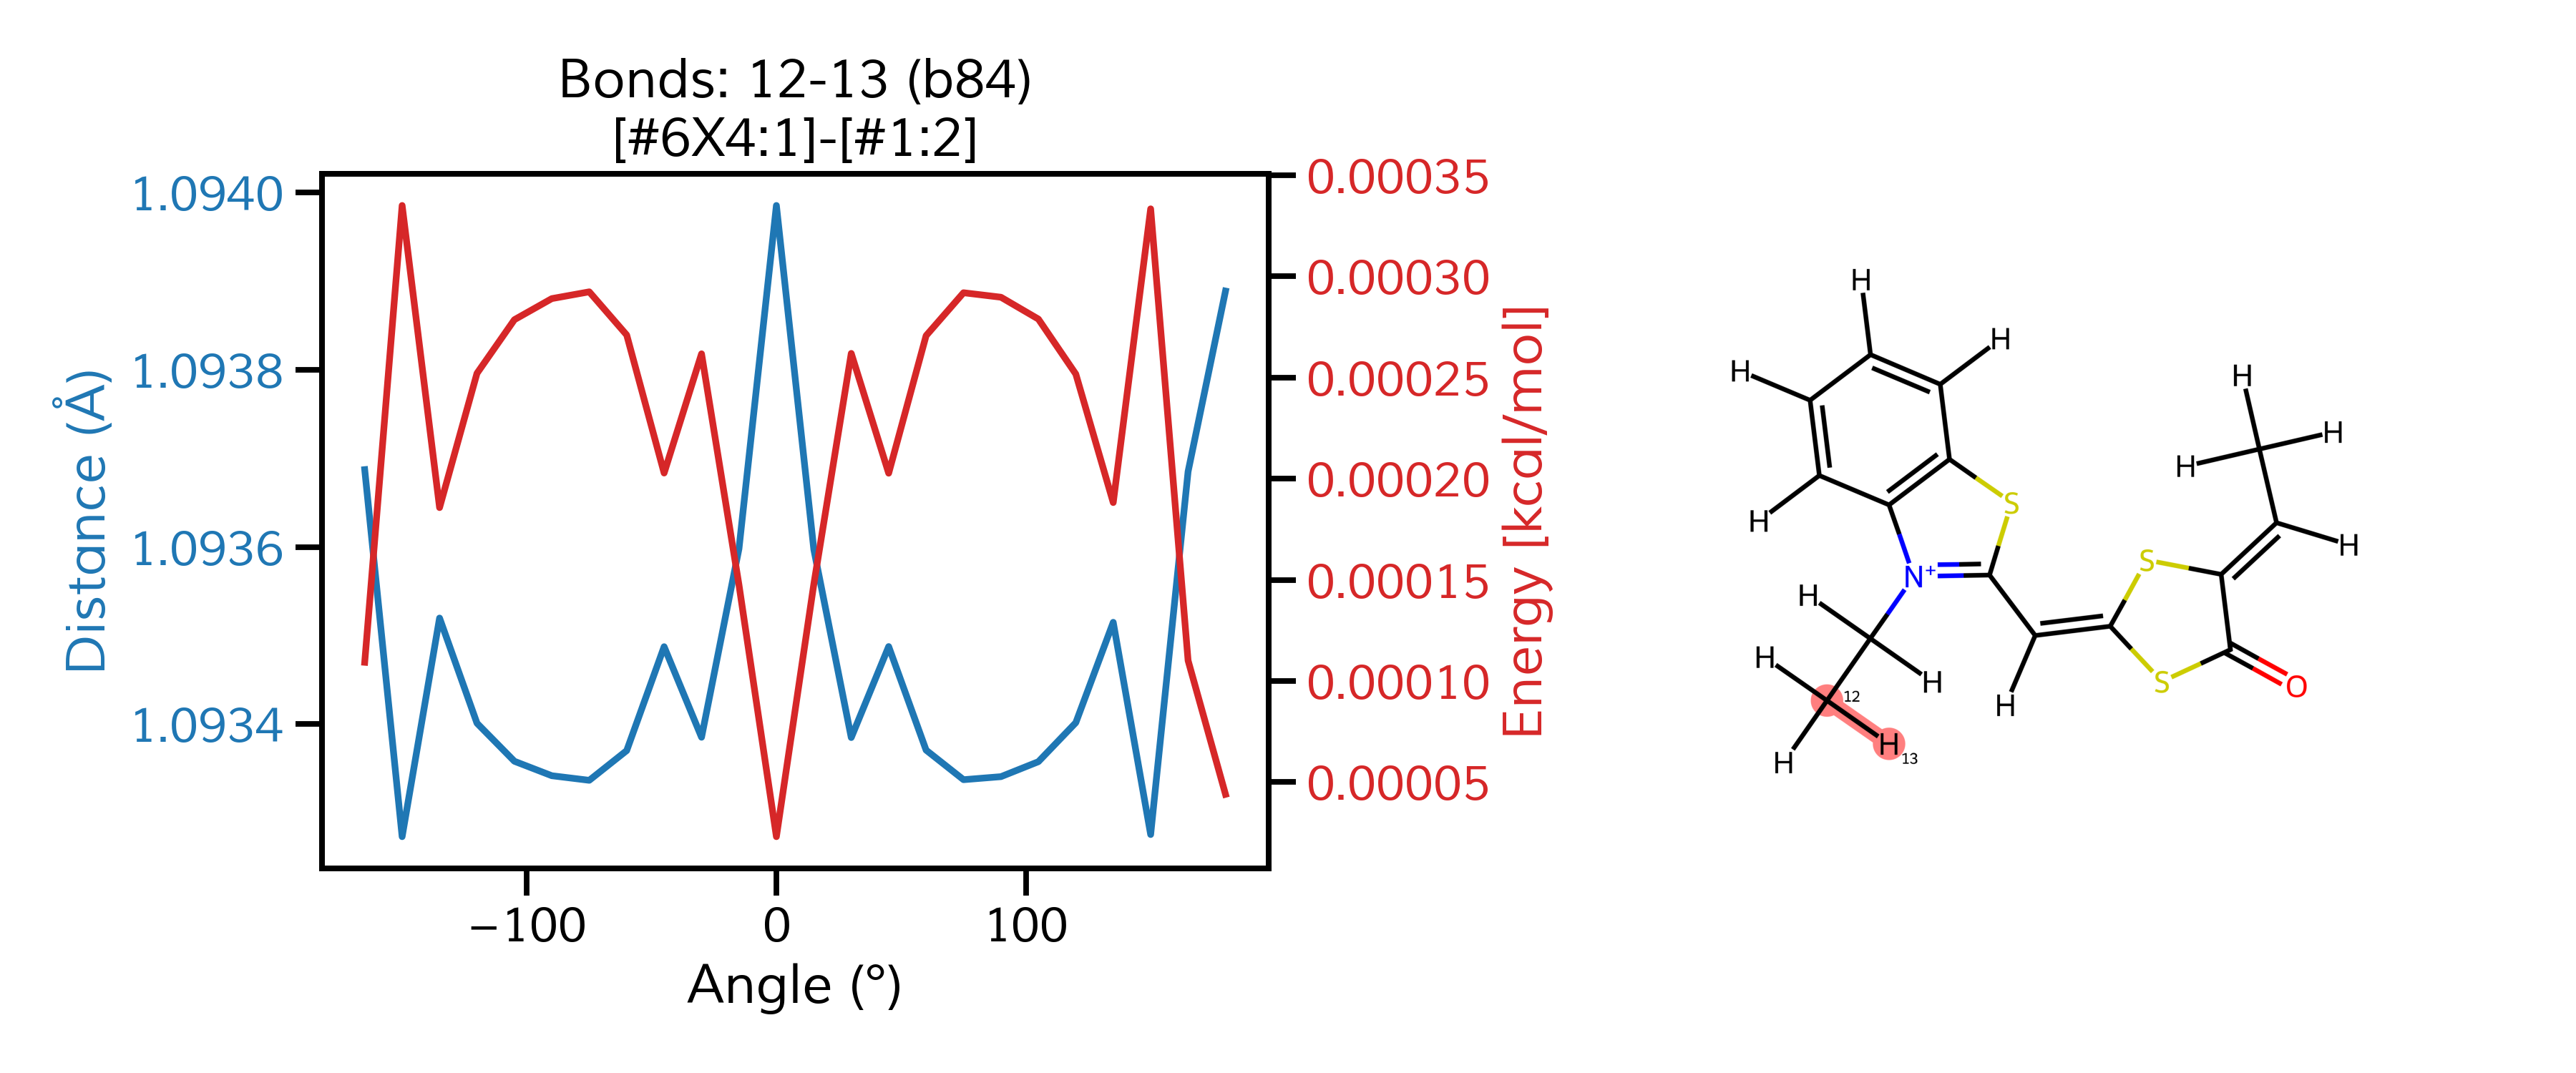 Bonds: 12-13 (b84)
[#6X4:1]-[#1:2]
1.0940
1.0938
1.0936
1.0934
Distance (Å)
0.00035
0.00030
0.00025
0.00020
0.00015
0.00010
0.00005
Energy [kcal/mol]
−100
0
100
Angle (°)
H
H
H
H
H
H
S
H
H
S
N+
H
H
H
S
O
H
H
12
H
13
H